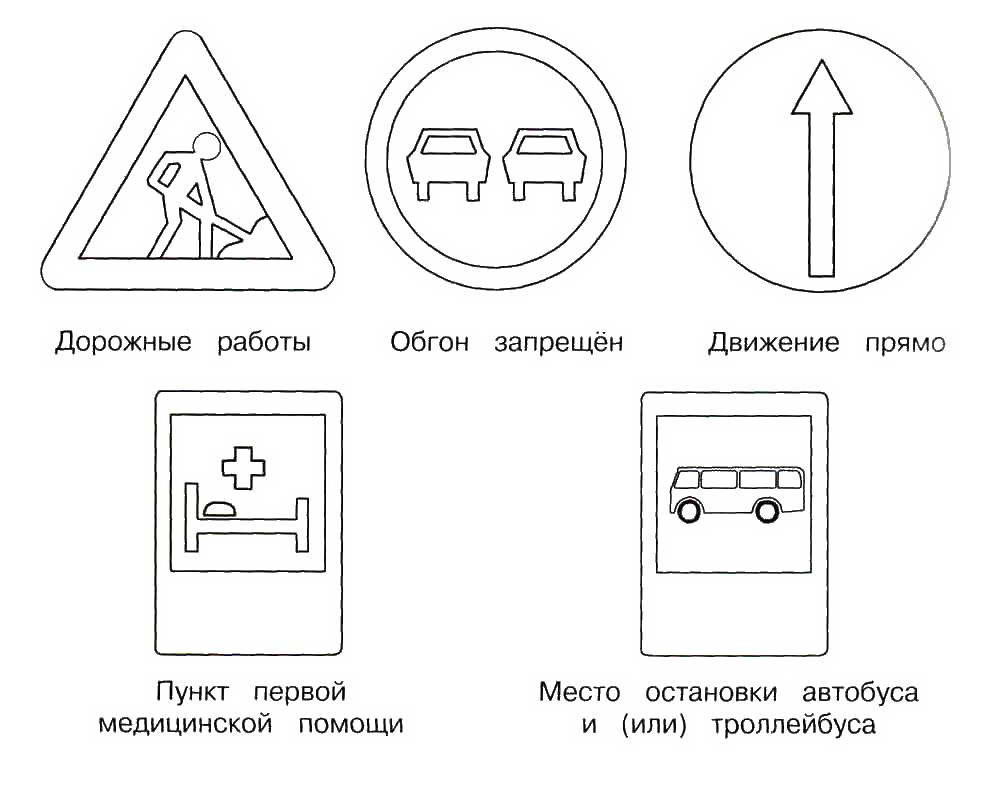 Дорожные работы
Обгон запрещён
Движение прямо
Пункт первой
медицинской помощи
Место остановки автобуса
и (или) троллейбуса